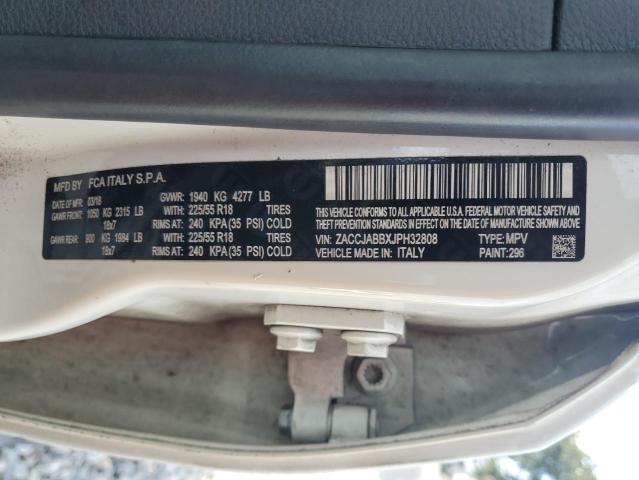 MFD BY FCA ITALY S.P.A.
DATE OF MFR 03/18 GVWR: 1940 KG 4277 LB
GAWR FRONT: 1050 KG 2315 LB WITH: 225/55 R18 TIRES
18x7 RIMS AT: 240 KPA (35 PSI) COLD
GAWR REAR: 900 KG 1984 LB WITH: 225/55 R18 TIRES
18x7 RIMS AT: 240 KPA (35 PSI) COLD
THIS VEHICLE CONFORMS TO ALL APPLICABLE U.S.A. FEDERAL MOTOR VEHICLE
SAFETY, BUMPER, AND THEFT PREVENTION
STANDARDS IN EFFECT ON THE DATE OF MANUFACTURE SHOWN ABOVE.
VIN: ZACCJABBXJPH32808 TYPE: MPV
VEHICLE MADE IN: ITALY PAINT: 296